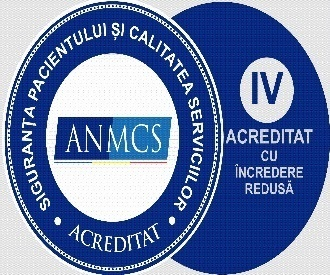 SIGURANȚA PACIENTULUI ȘI CALITATEA SERVICIILOR
ANMCS
• ACREDITAT •
IV
ACREDITAT
CU
ÎNCREDERE
REDUSĂ